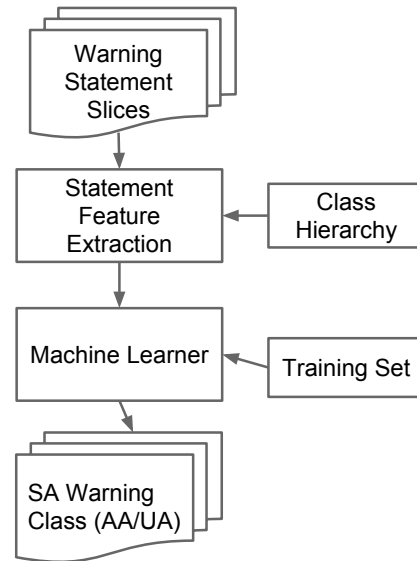 Warning
Statement
Slices
Statement
Feature
Extraction
Class
Hierarchy
Machine Learner
Training Set
SA Warning
Class (AA/UA)